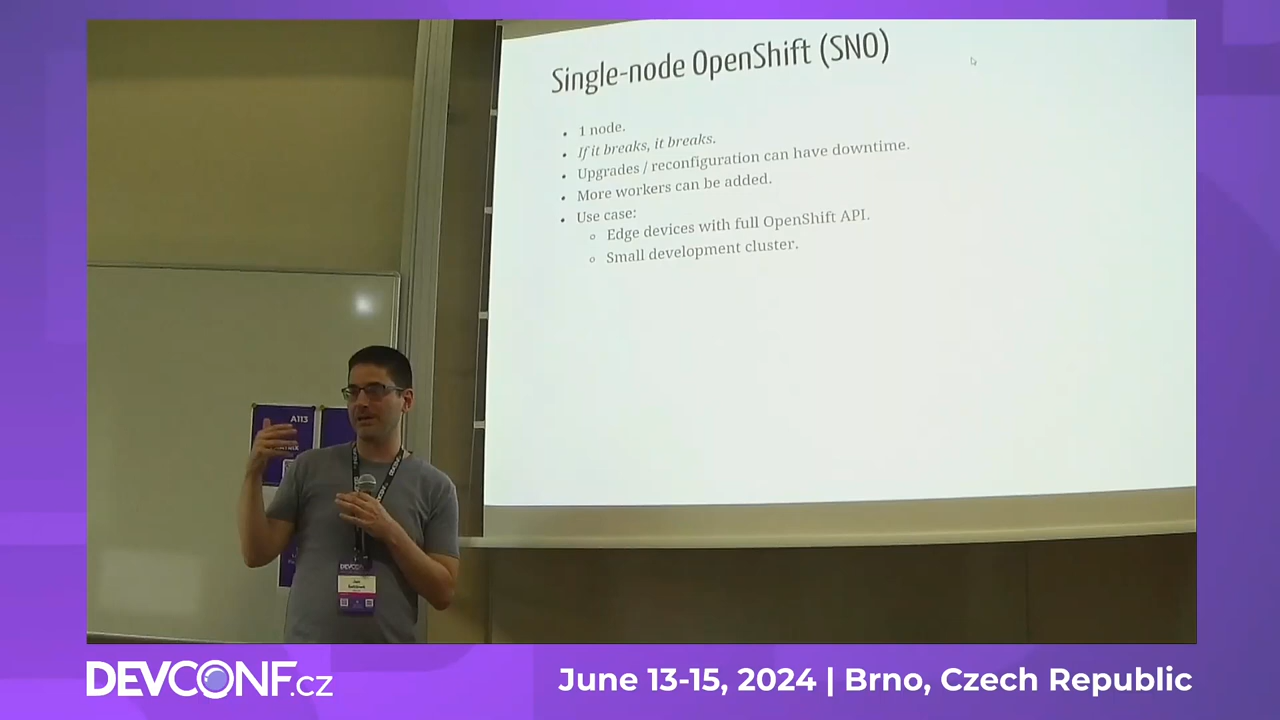 Single-node OpenShift (SNO)
• 1 node.
• If it breaks, it breaks.
• Upgrades / reconfiguration can have downtime.
• More workers can be added.
• Use case:
○ Edge devices with full OpenShift API.
○ Small development cluster.
A113
DEVCONF
DEVCONF.CZ
June 13-15, 2024 | Brno, Czech Republic